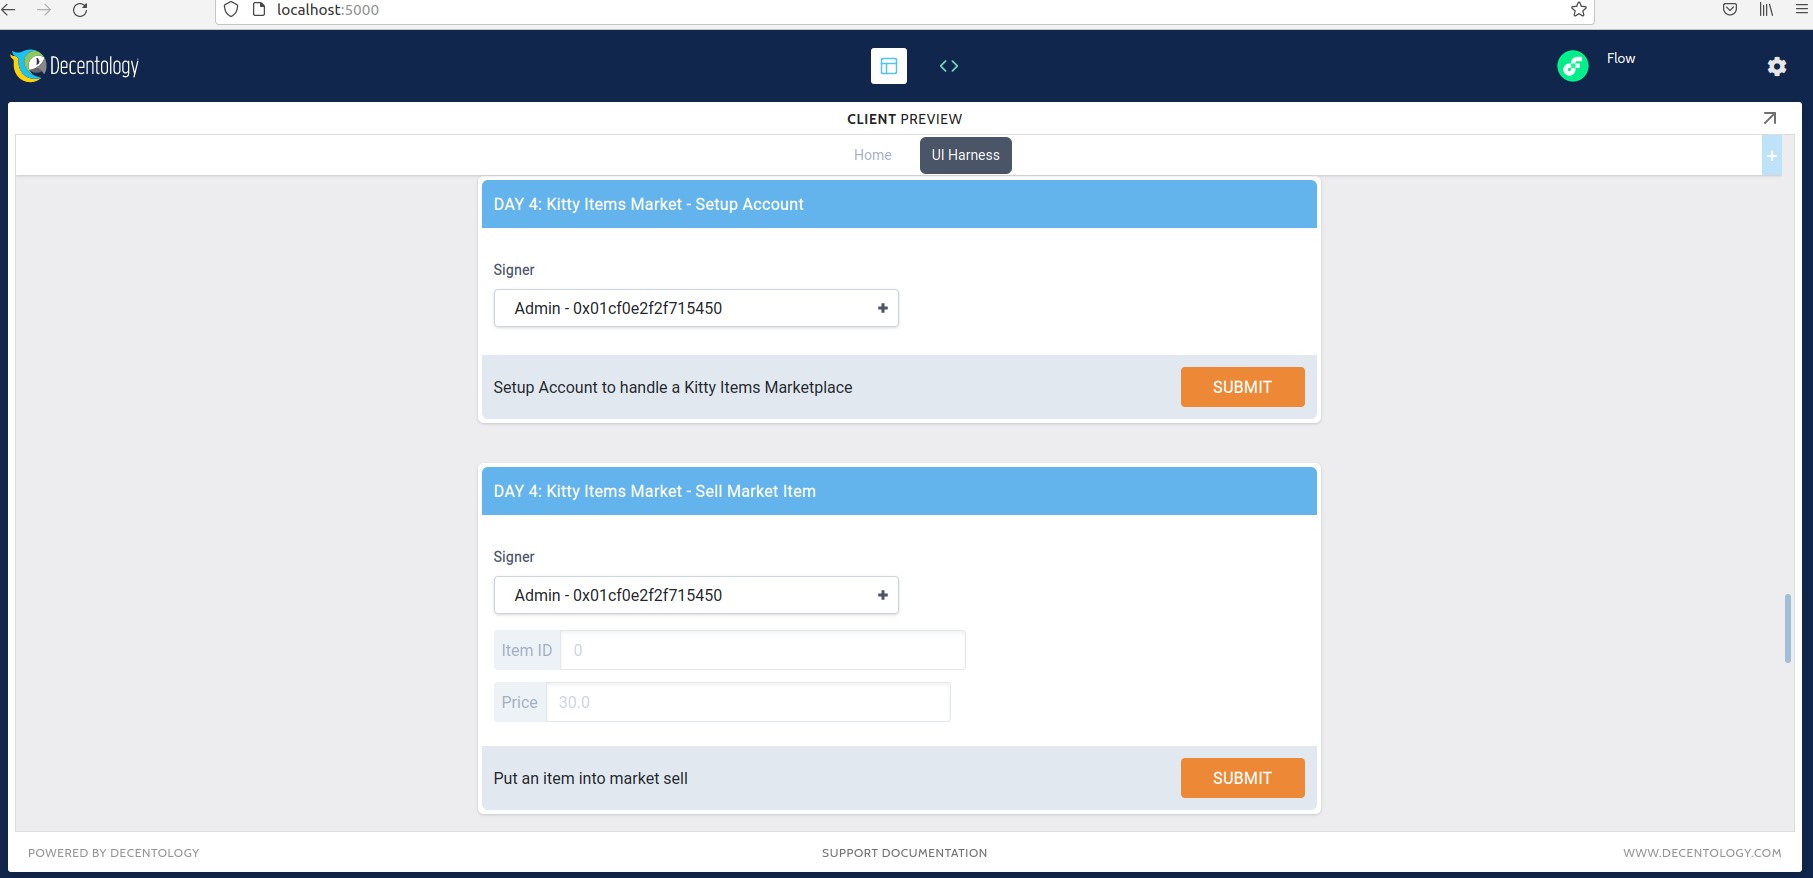 localhost:5000
Decentology
Flow
CLIENT PREVIEW
Home
UI Harness
+
DAY 4: Kitty Items Market - Setup Account
Signer
Admin - 0x01cf0e2f2f715450
Setup Account to handle a Kitty Items Marketplace
SUBMIT
DAY 4: Kitty Items Market - Sell Market Item
Signer
Admin - 0x01cf0e2f2f715450
Item ID
0
Price
30.0
Put an item into market sell
SUBMIT
POWERED BY DECENTOLOGY
SUPPORT DOCUMENTATION
WWW.DECENTOLOGY.COM